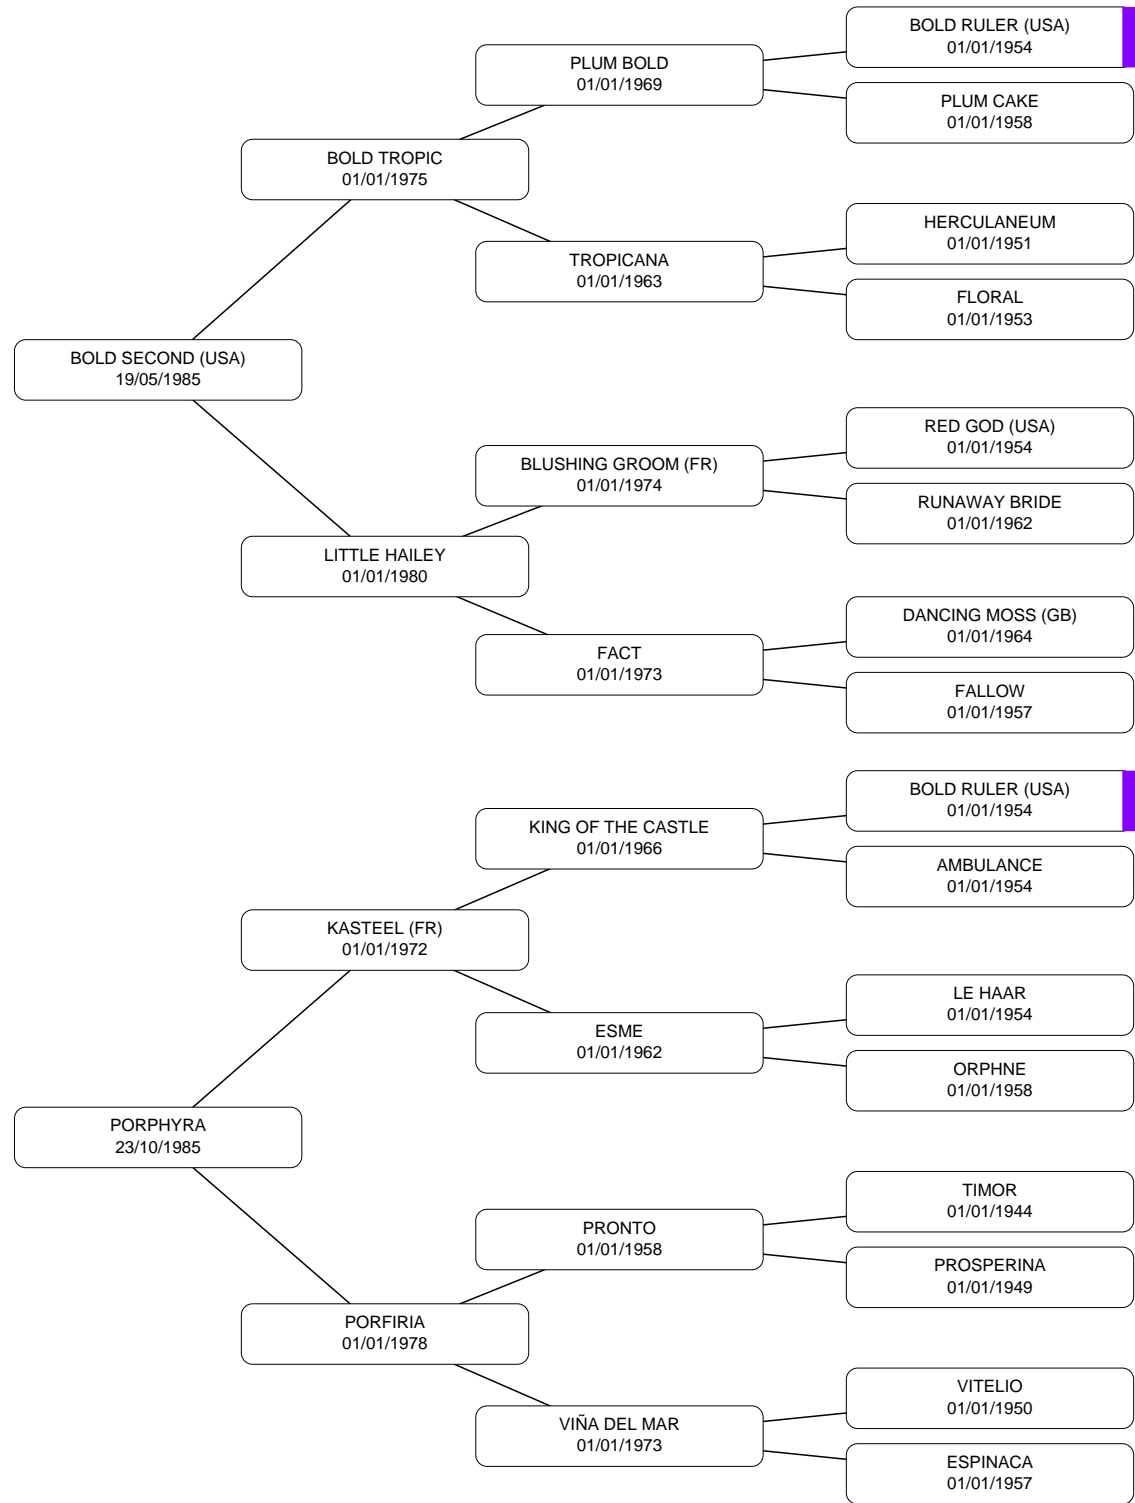 BOLD RULER (USA)
01/01/1954
PLUM BOLD
01/01/1969
PLUM CAKE
01/01/1958
BOLD TROPIC
01/01/1975
HERCULANEUM
01/01/1951
TROPICANA
01/01/1963
FLORAL
01/01/1953
BOLD SECOND (USA)
19/05/1985
RED GOD (USA)
01/01/1954
BLUSHING GROOM (FR)
01/01/1974
RUNAWAY BRIDE
01/01/1962
LITTLE HAILEY
01/01/1980
DANCING MOSS (GB)
01/01/1964
FACT
01/01/1973
FALLOW
01/01/1957
BOLD RULER (USA)
01/01/1954
KING OF THE CASTLE
01/01/1966
AMBULANCE
01/01/1954
KASTEEL (FR)
01/01/1972
LE HAAR
01/01/1954
ESME
01/01/1962
ORPHNE
01/01/1958
PORPHYRA
23/10/1985
TIMOR
01/01/1944
PRONTO
01/01/1958
PROSPERINA
01/01/1949
PORFIRIA
01/01/1978
VITELIO
01/01/1950
VIÑA DEL MAR
01/01/1973
ESPINACA
01/01/1957